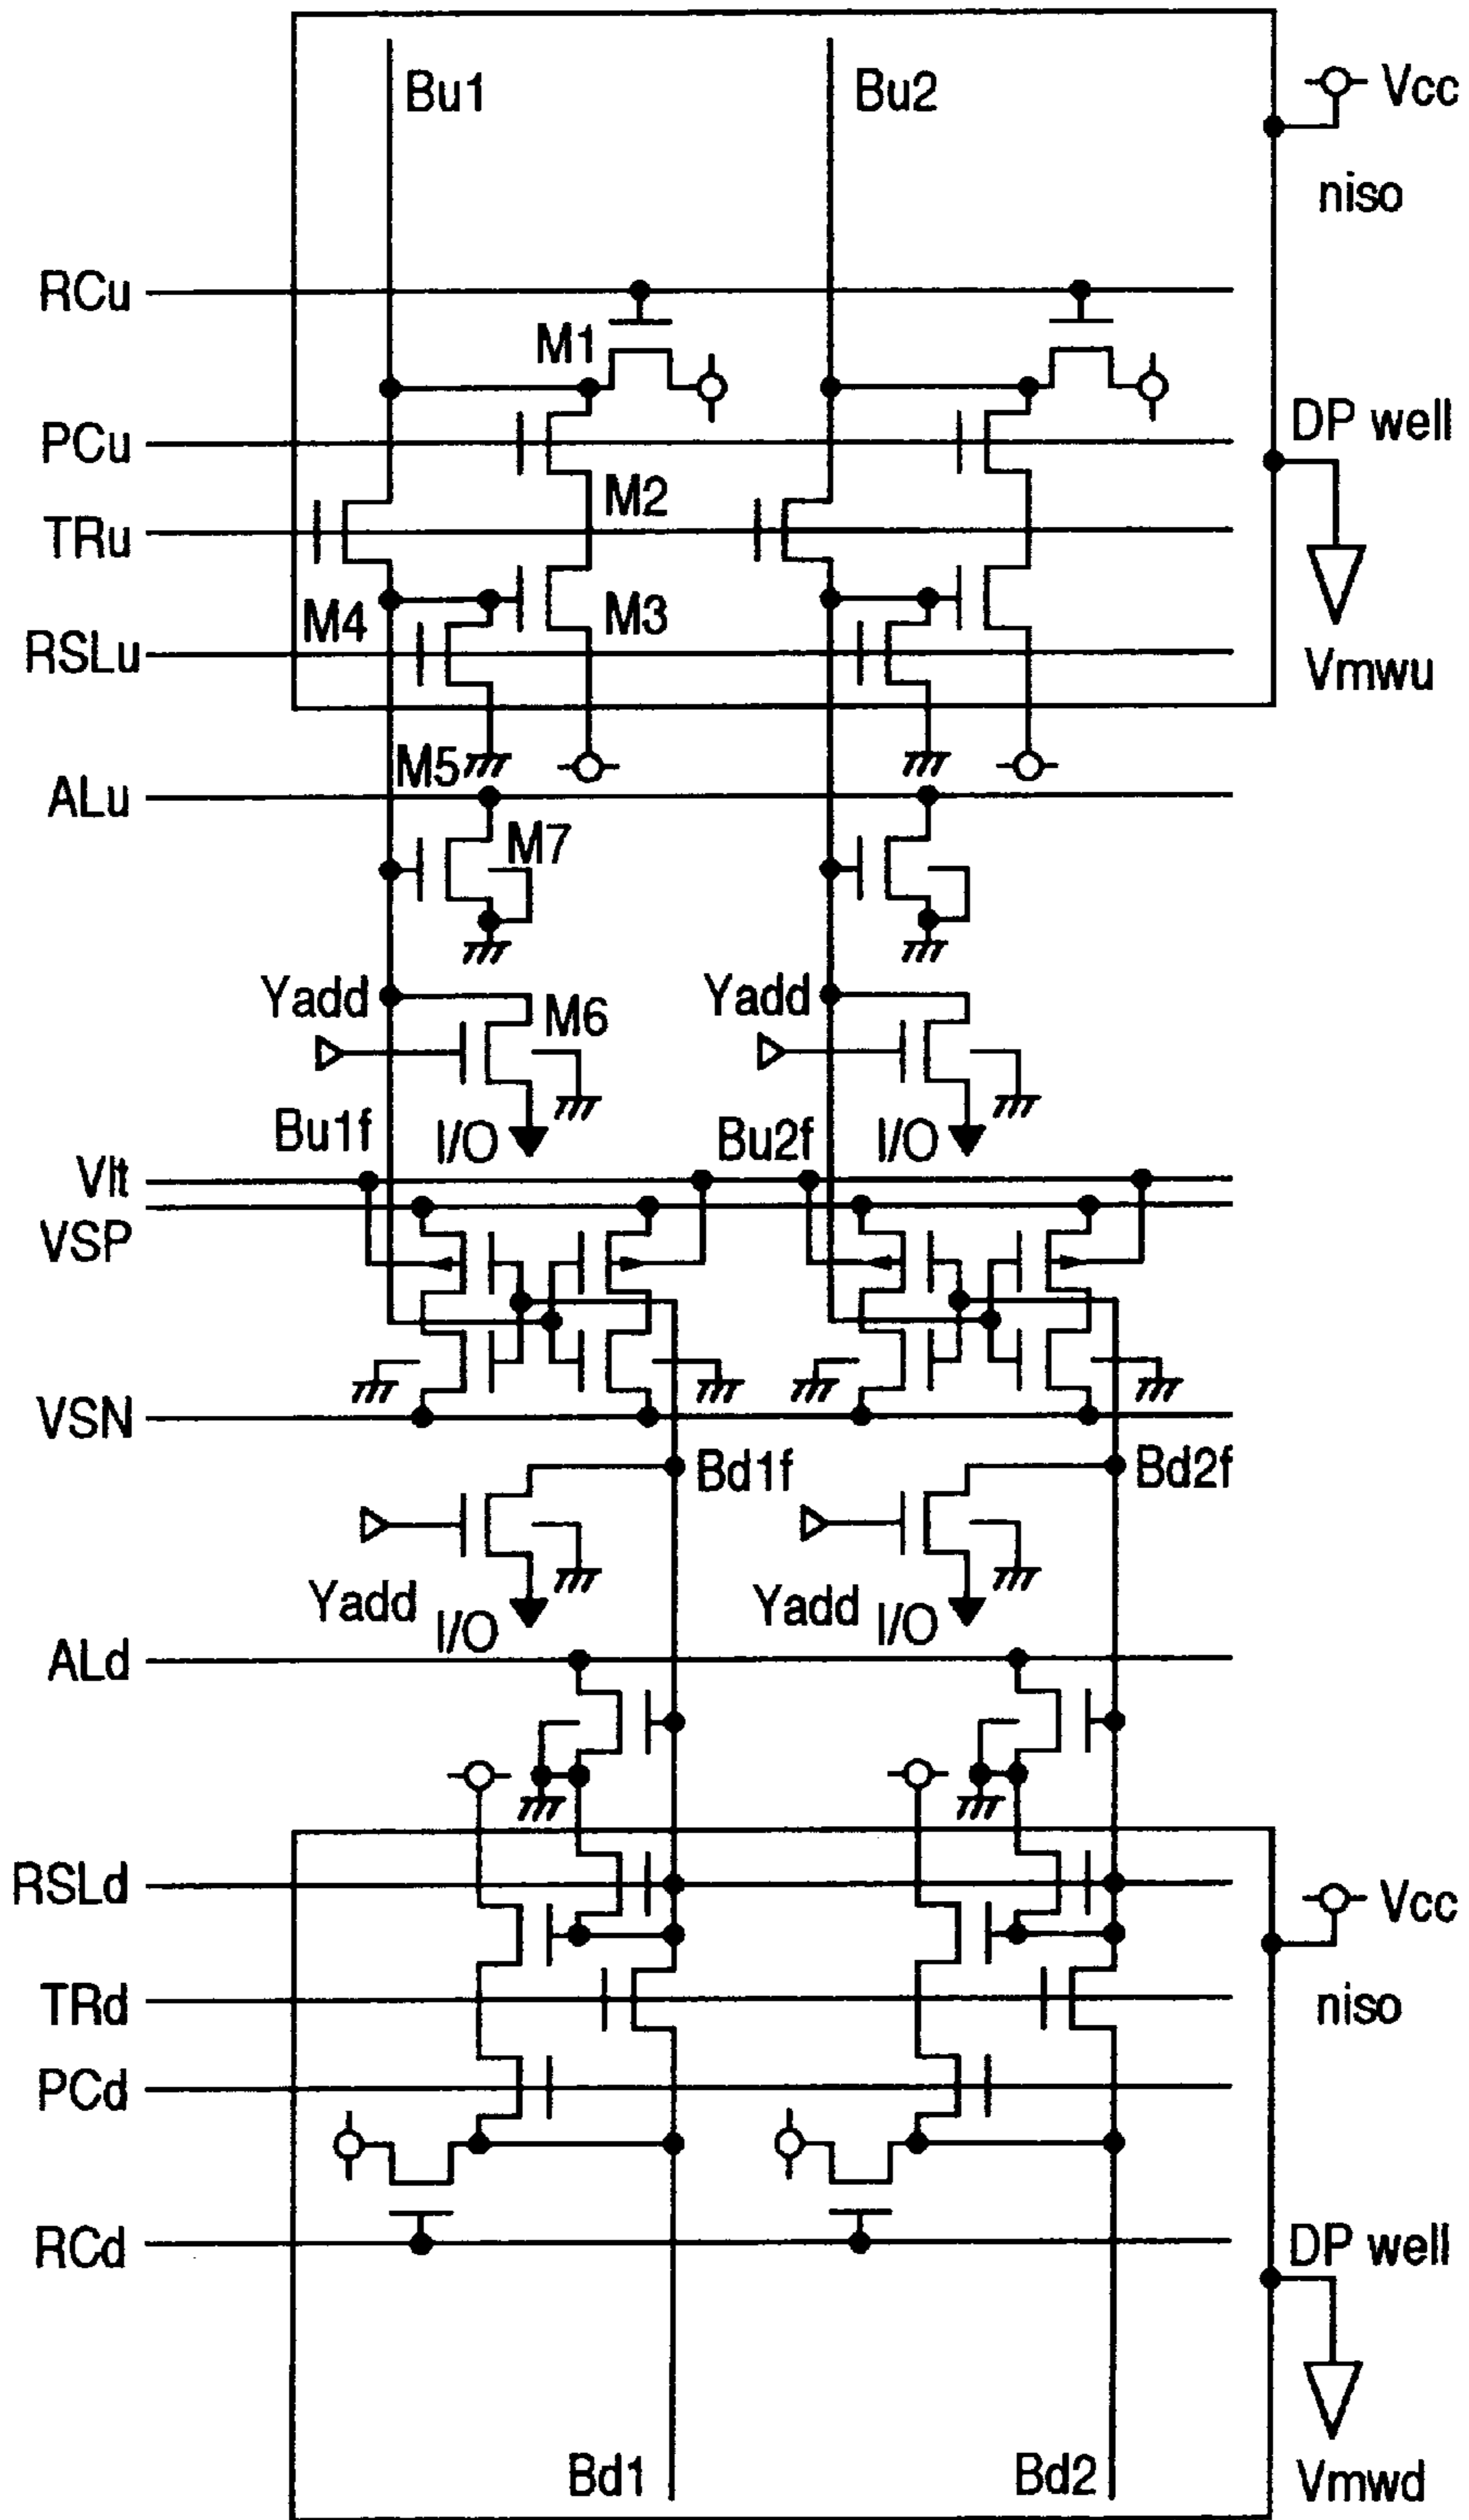 Bu1
Bu2
Vcc
niso
RCu
M1
PCu
DP well
M2
TRu
M4
M3
RSLu
Vmwu
M5
ALu
M7
Yadd
M6
Yadd
Bu1f
I/O
Bu2f
I/O
Vlt
VSP
VSN
Bd1f
Bd2f
Yadd
I/O
Yadd
I/O
ALd
RSLd
Vcc
TRd
niso
PCd
RCd
DP well
Bd1
Bd2
Vmwd